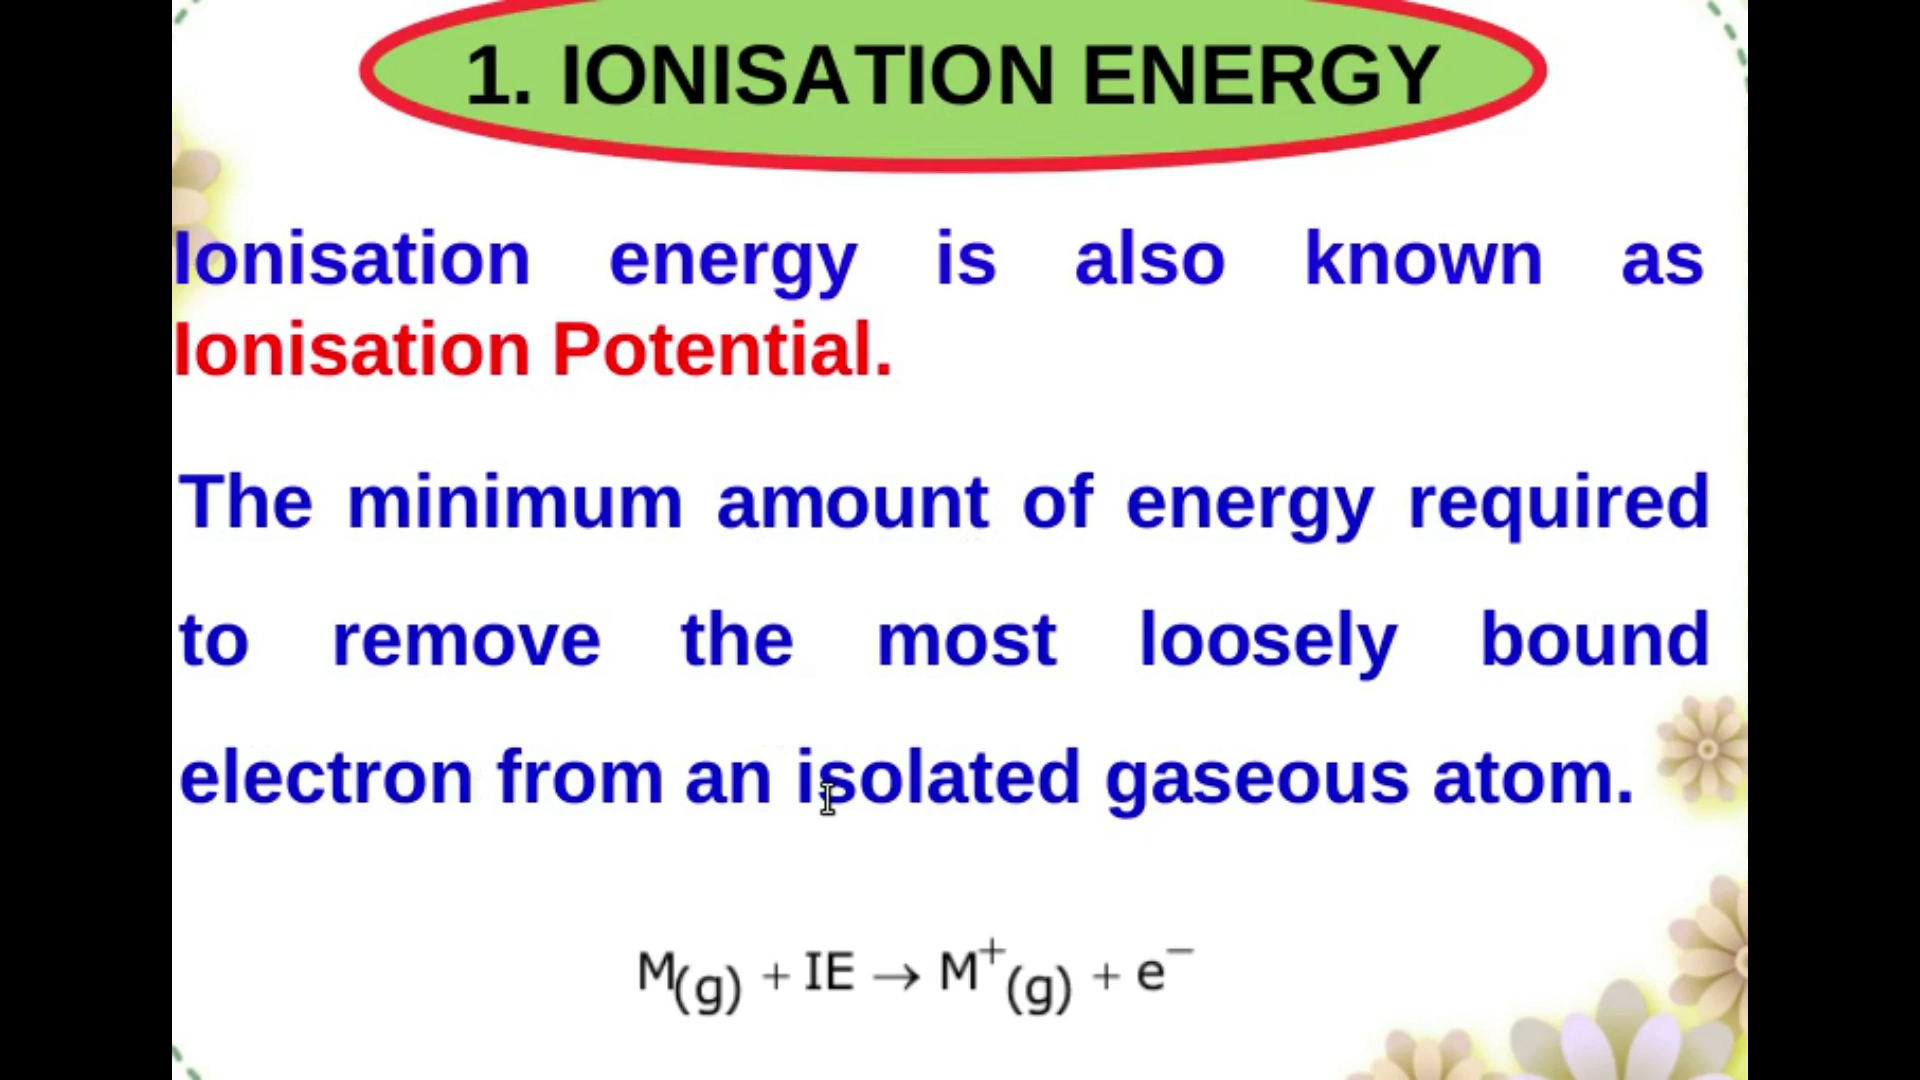 1. IONISATION ENERGY
Ionisation energy is also known as
Ionisation Potential.
The minimum amount of energy required
to remove the most loosely bound
electron from an isolated gaseous atom.
M(g) + IE → M⁺(g) + e⁻